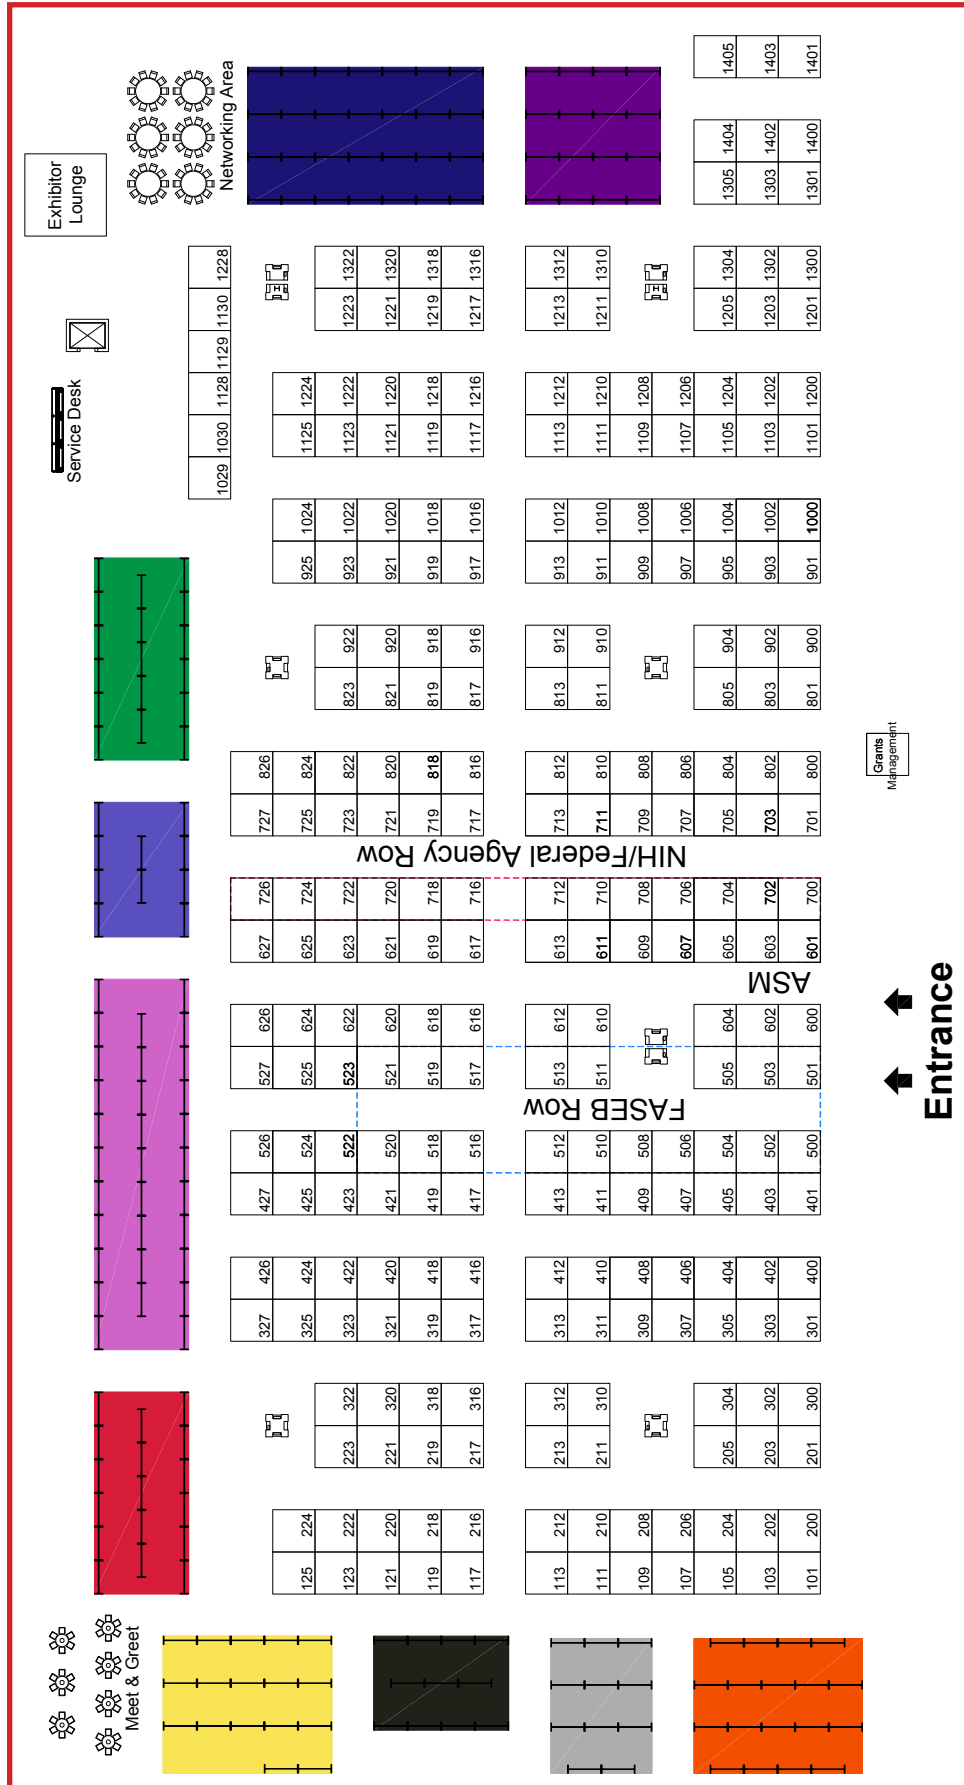 1405 1403 1401
Networking Area
1404 1402 1400
1305 1303 1301
Exhibitor
Lounge
1228 1322 1320 1318 1316 1312 1310 1304 1302 1300
1130 1223 1221 1219 1217 1213 1211 1205 1203 1201
1129
1128 1224 1222 1220 1218 1216 1212 1210 1208 1206 1204 1202 1200
1030 1125 1123 1121 1119 1117 1113 1111 1109 1107 1105 1103 1101
1029
Service Desk
1024 1022 1020 1018 1016 1012 1010 1008 1006 1004 1002 1000
925 923 921 919 917 913 911 909 907 905 903 901
922 920 918 916 912 910 904 902 900
823 821 819 817 813 811 805 803 801
Grants
Management
826 824 822 820 818 816 812 810 808 806 804 802 800
727 725 723 719 717 713 711 709 707 705 703 701
NIH/Federal Agency Row
726 724 722 720 718 716 712 710 708 706 704 702 700
627 625 623 621 619 617 613 611 609 607 605 603 601
ASM
626 624 622 620 618 616 612 610 604 602 600
527 525 523 521 519 517 513 511 505 503 501
FASEB Row
Entrance
526 524 522 520 518 516 512 510 508 506 504 502 500
427 425 423 421 419 417 413 411 409 407 405 403 401
426 424 422 420 418 416 412 410 408 406 404 402 400
327 325 323 321 319 317 313 311 309 307 305 303 301
322 320 318 316 312 310 304 302 300
223 221 219 217 213 211 205 203 201
224 222 220 218 216 212 210 208 206 204 202 200
125 123 121 119 117 113 111 109 107 105 103 101
Meet & Greet